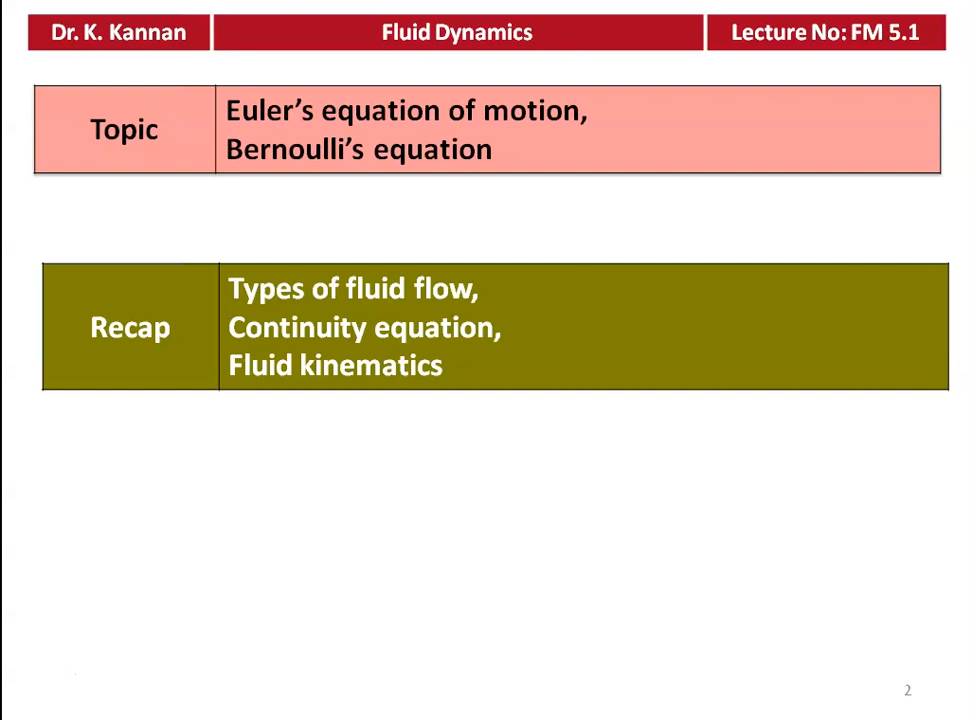 Dr. K. Kannan
Fluid Dynamics
Lecture No: FM 5.1
Topic
Euler’s equation of motion,
Bernoulli’s equation
Recap
Types of fluid flow,
Continuity equation,
Fluid kinematics
2